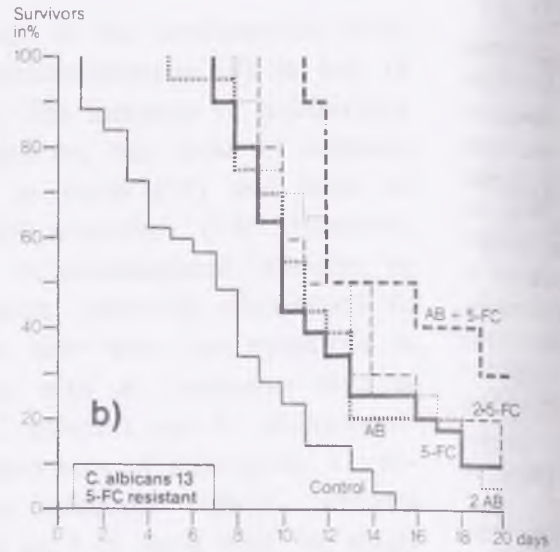 Survivors
in%
100
80
60
40
20
0
b)
C. albicans 13
5-FC resistant
Control
AB
5-FC
AB + 5-FC
2·5-FC
2 AB
0 2 4 6 8 10 12 14 16 18 20 days